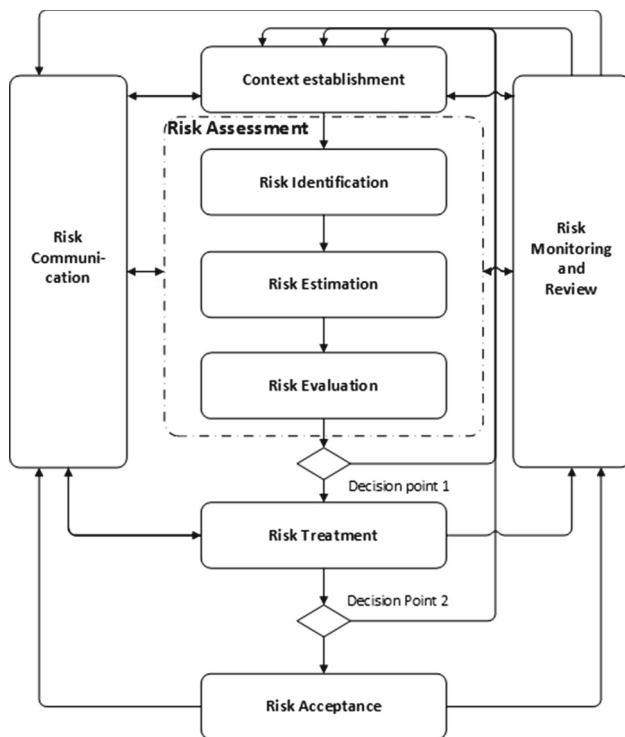 Context establishment
Risk Assessment
Risk Identification
Risk
Communi-
cation
Risk
Monitoring
and
Review
Risk Estimation
Risk Evaluation
Decision point 1
Risk Treatment
Decision Point 2
Risk Acceptance